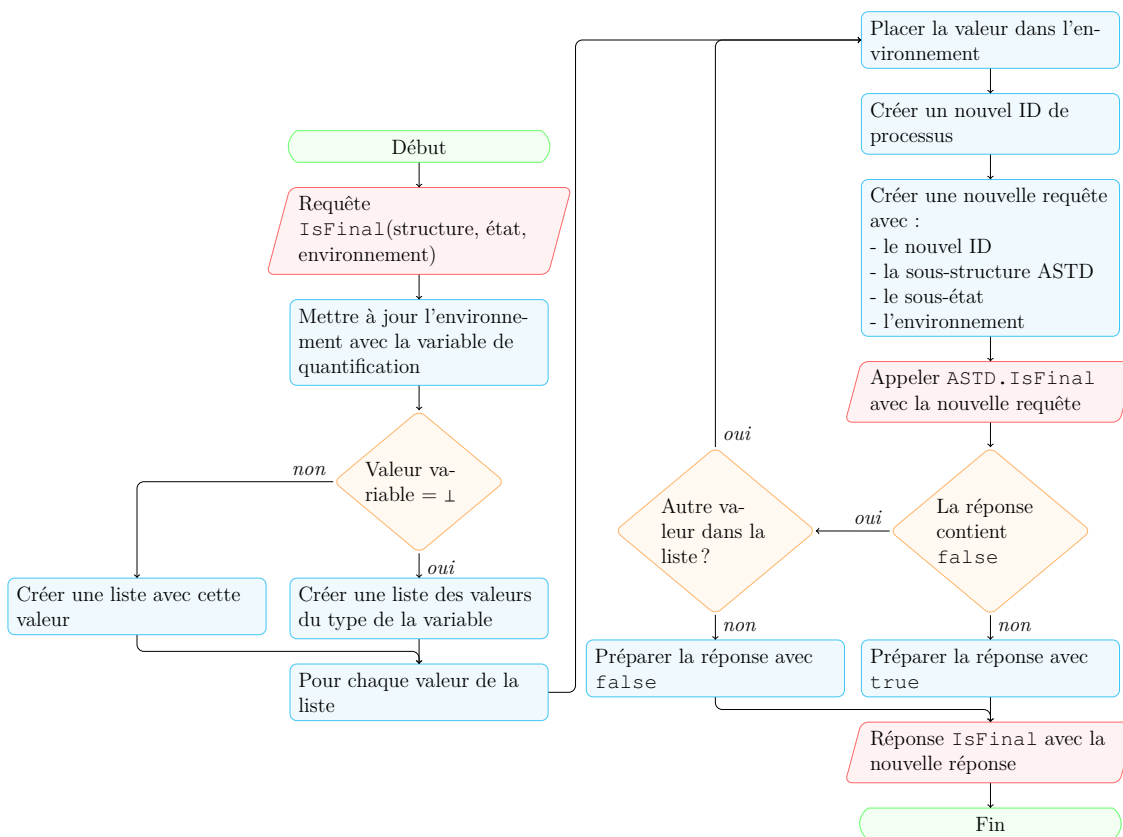 Début
Requête
IsFinal(structure, état,
environnement)
Mettre à jour l'environne-
ment avec la variable de
quantification
Valeur va-
riable = ⊥
non
oui
Créer une liste avec cette
valeur
Créer une liste des valeurs
du type de la variable
Pour chaque valeur de la
liste
Placer la valeur dans l'en-
vironnement
Créer un nouvel ID de
processus
Créer une nouvelle requête
avec :
- le nouvel ID
- la sous-structure ASTD
- le sous-état
- l'environnement
Appeler ASTD.IsFinal
avec la nouvelle requête
La réponse
contient
false
oui
non
Autre va-
leur dans la
liste ?
oui
non
Préparer la réponse avec
false
Préparer la réponse avec
true
Réponse IsFinal avec la
nouvelle réponse
Fin